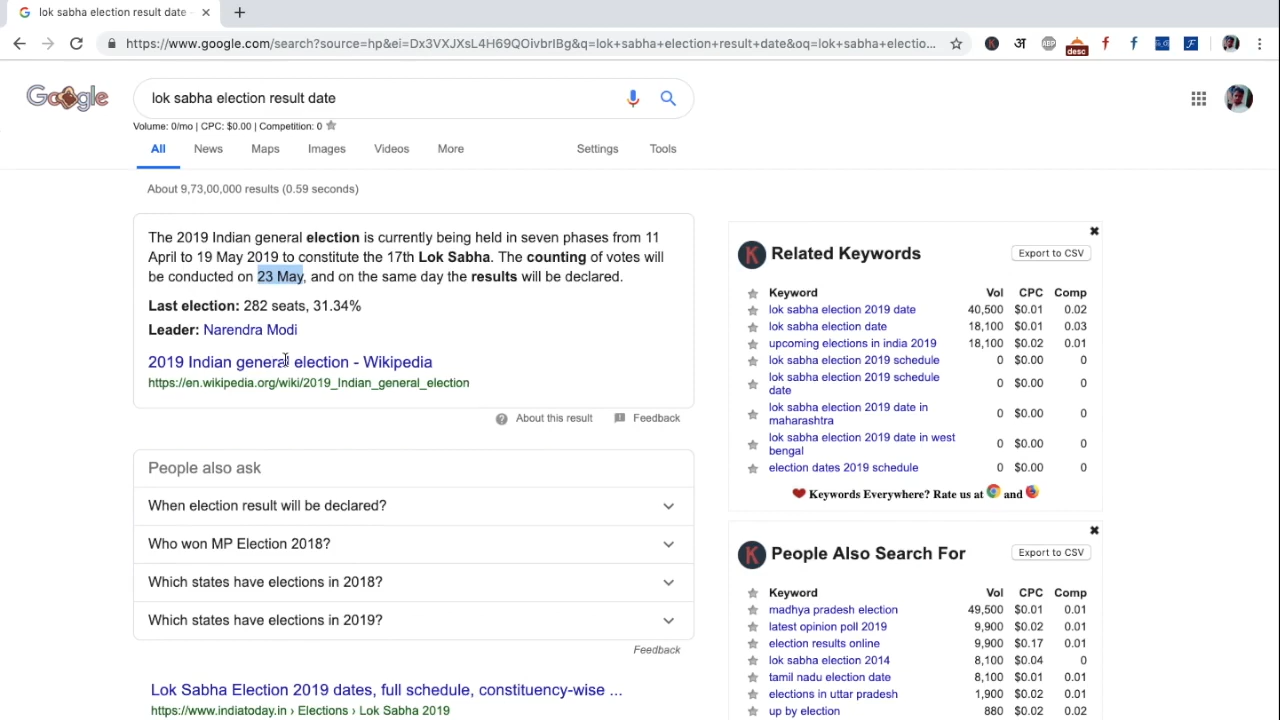 lok sabha election result date -
https://www.google.com/search?source=hp&ei=Dx3VXJXsL4H69QOivbrIBg&q=lok+sabha+election+result+date&oq=lok+sabha+electio...
K
अ
ABP
desc
f
f
F
Google
lok sabha election result date
Volume: 0/mo | CPC: $0.00 | Competition: 0
All
News
Maps
Images
Videos
More
Settings
Tools
About 9,73,00,000 results (0.59 seconds)
The 2019 Indian general election is currently being held in seven phases from 11
April to 19 May 2019 to constitute the 17th Lok Sabha. The counting of votes will
be conducted on 23 May, and on the same day the results will be declared.
Last election: 282 seats, 31.34%
Leader: Narendra Modi
2019 Indian general election - Wikipedia
https://en.wikipedia.org/wiki/2019_Indian_general_election
About this result
Feedback
People also ask
When election result will be declared?
Who won MP Election 2018?
Which states have elections in 2018?
Which states have elections in 2019?
Feedback
Lok Sabha Election 2019 dates, full schedule, constituency-wise ...
https://www.indiatoday.in › Elections › Lok Sabha 2019
K Related Keywords
Export to CSV
Keyword Vol CPC Comp
lok sabha election 2019 date 40,500 $0.01 0.02
lok sabha election date 18,100 $0.01 0.03
upcoming elections in india 2019 18,100 $0.02 0.01
lok sabha election 2019 schedule 0 $0.00 0
lok sabha election 2019 schedule
date 0 $0.00 0
lok sabha election 2019 date in
maharashtra 0 $0.00 0
lok sabha election 2019 date in west
bengal 0 $0.00 0
election dates 2019 schedule 0 $0.00 0
Keywords Everywhere? Rate us at and
K People Also Search For
Export to CSV
Keyword Vol CPC Comp
madhya pradesh election 49,500 $0.01 0.01
latest opinion poll 2019 9,900 $0.02 0.01
election results online 9,900 $0.17 0.01
lok sabha election 2014 8,100 $0.04 0
tamil nadu election date 8,100 $0.01 0.01
elections in uttar pradesh 1,900 $0.02 0.01
up by election 880 $0.02 0.02